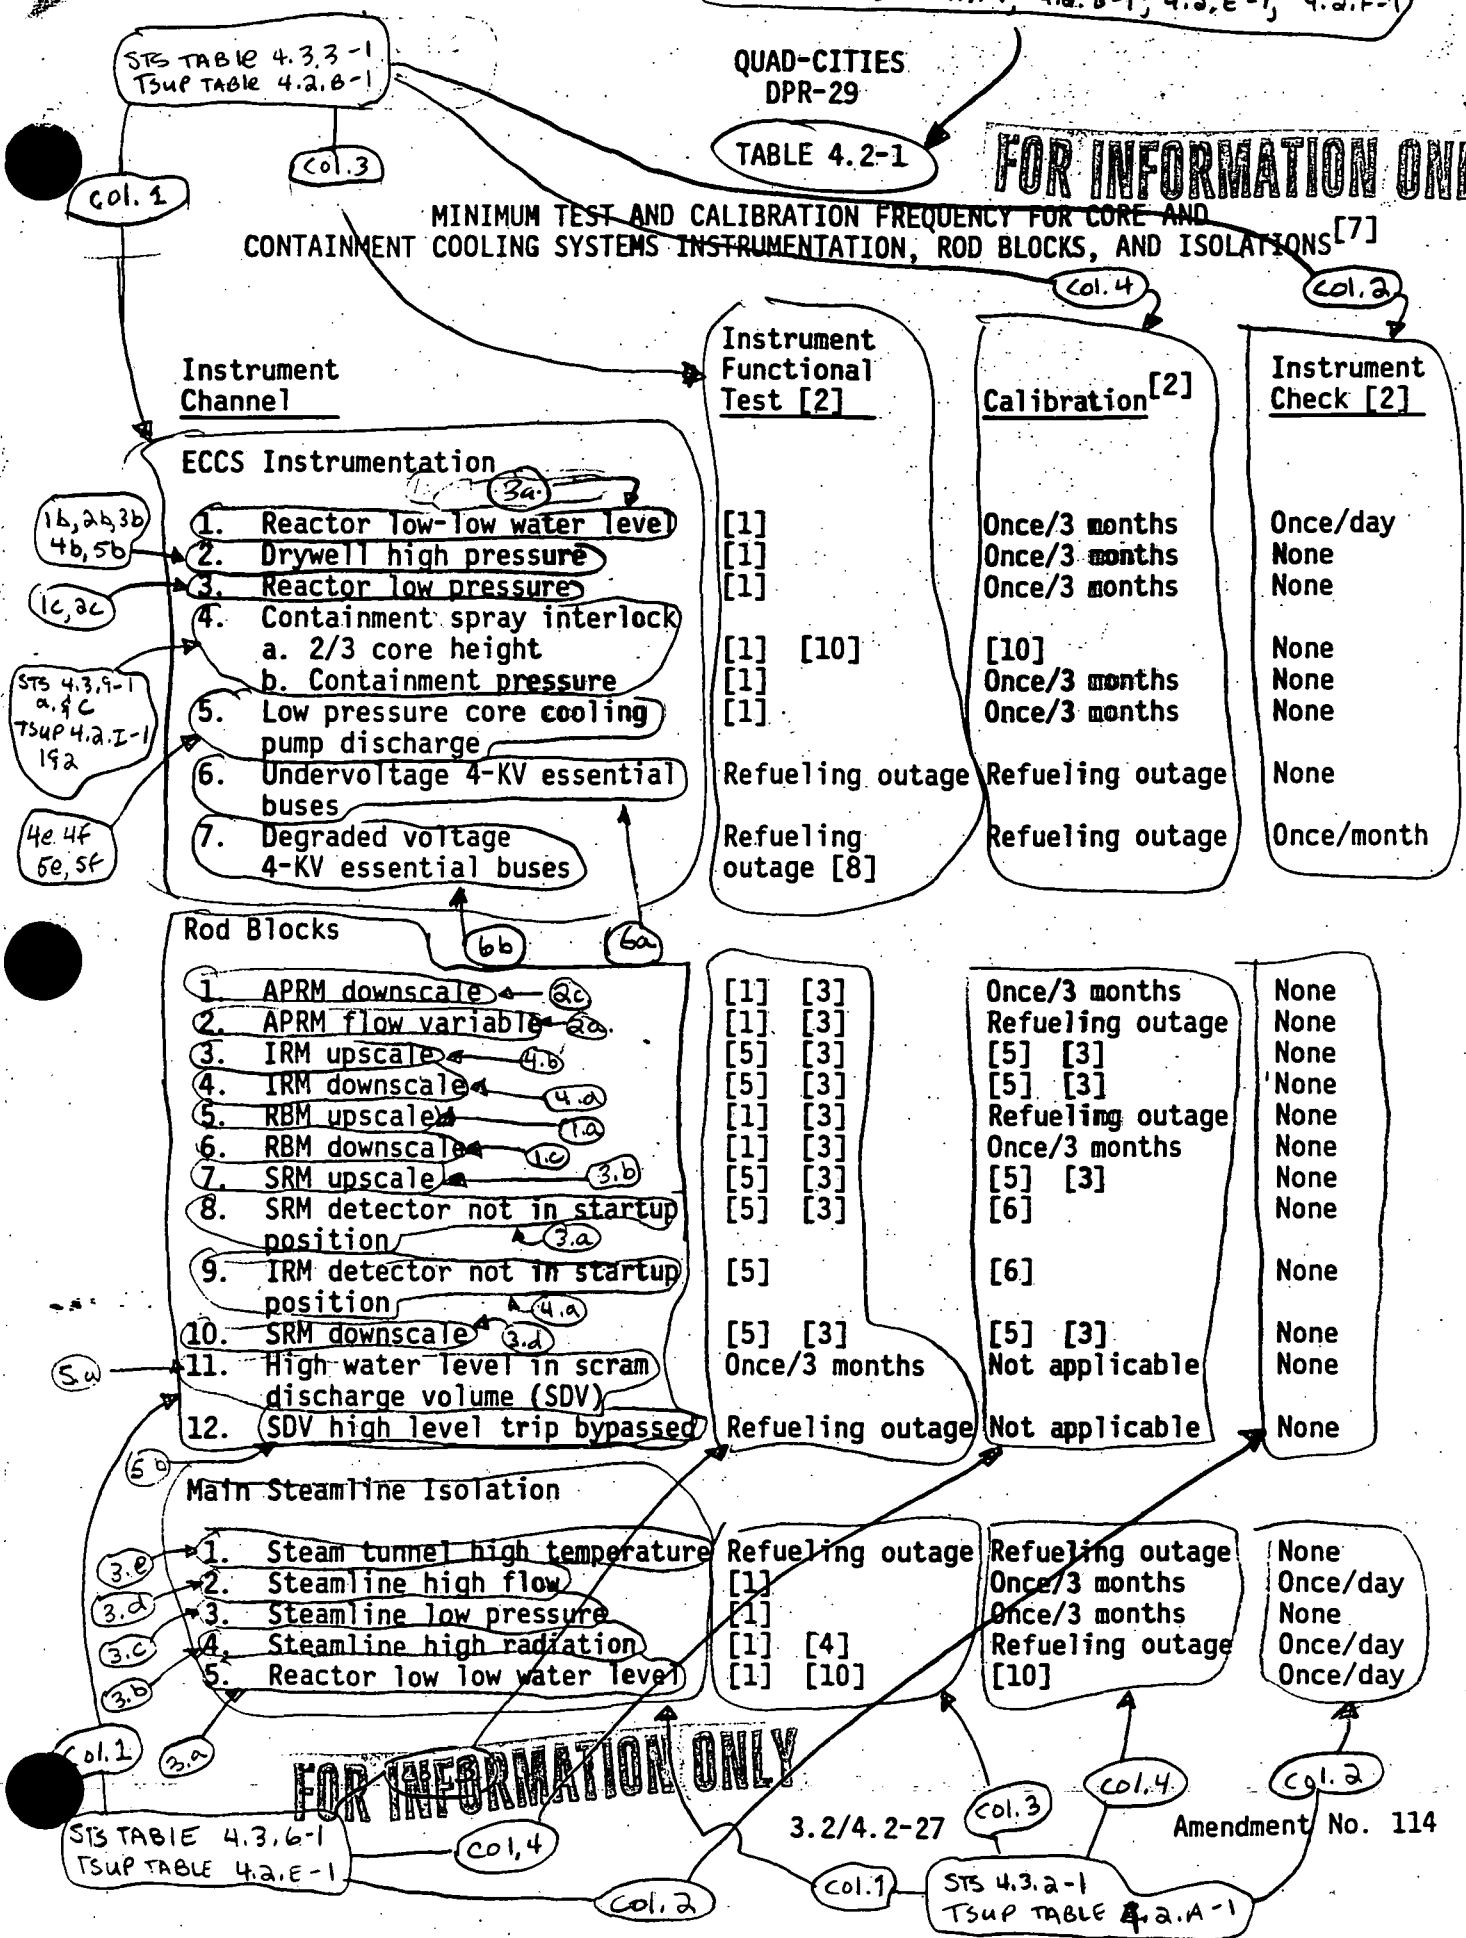 4.2.B-1, 4.2.E-1, 4.2.F-1
STS TABLE 4.3.3-1
TSUP TABLE 4.2.B-1
QUAD-CITIES
DPR-29
TABLE 4.2-1
FOR INFORMATION
Col. 1
Col. 3
MINIMUM TEST AND CALIBRATION FREQUENCY FOR CORE AND
CONTAINMENT COOLING SYSTEMS INSTRUMENTATION, ROD BLOCKS, AND ISOLATIONS[7]
Col. 4
Col. 2
Instrument Channel
Instrument Functional Test [2]
Calibration[2]
Instrument Check [2]
ECCS Instrumentation
3a.
1b, 2b, 3b
4b, 5b
1. Reactor low-low water level [1] Once/3 months Once/day
2. Drywell high pressure [1] Once/3 months None
3. Reactor low pressure [1] Once/3 months None
1c, 2c
4. Containment spray interlock
a. 2/3 core height [1] [10] [10] None
b. Containment pressure [1] Once/3 months None
STS 4.3.9-1
a. & c
TSUP 4.2.I-1
1&2
5. Low pressure core cooling [1] Once/3 months None
pump discharge
6. Undervoltage 4-KV essential Refueling outage Refueling outage None
buses
4e 4f
5e, 5f
7. Degraded voltage Refueling Refueling outage Once/month
4-KV essential buses outage [8]
6b
6a
Rod Blocks
1. APRM downscale 2c [1] [3] Once/3 months None
2. APRM flow variable 2a. [1] [3] Refueling outage None
3. IRM upscale 4.b [5] [3] [5] [3] None
4. IRM downscale 4.d [5] [3] [5] [3] None
5. RBM upscale 1.a [1] [3] Refueling outage None
6. RBM downscale 1.c [1] [3] Once/3 months None
7. SRM upscale 3.b [5] [3] [5] [3] None
8. SRM detector not in startup [5] [3] [6] None
position 3.a
9. IRM detector not in startup [5] [6] None
position 4.a
10. SRM downscale 3.d [5] [3] [5] [3] None
5.a
11. High water level in scram Once/3 months Not applicable None
discharge volume (SDV)
12. SDV high level trip bypassed Refueling outage Not applicable None
5b
Main Steamline Isolation
3.e 1. Steam tunnel high temperature Refueling outage Refueling outage None
3.d 2. Steamline high flow [1] Once/3 months Once/day
3.c 3. Steamline low pressure [1] Once/3 months None
3.b 4. Steamline high radiation [1] [4] Refueling outage Once/day
3.a 5. Reactor low low water level [1] [10] [10] Once/day
Col. 1
FOR INFORMATION ONLY
Col. 3
Col. 4
Col. 2
3.2/4.2-27
Amendment No. 114
STS TABLE 4.3.6-1
TSUP TABLE 4.2.E-1
Col. 4
Col. 2
Col. 1
STS 4.3.2-1
TSUP TABLE 4.2.A-1